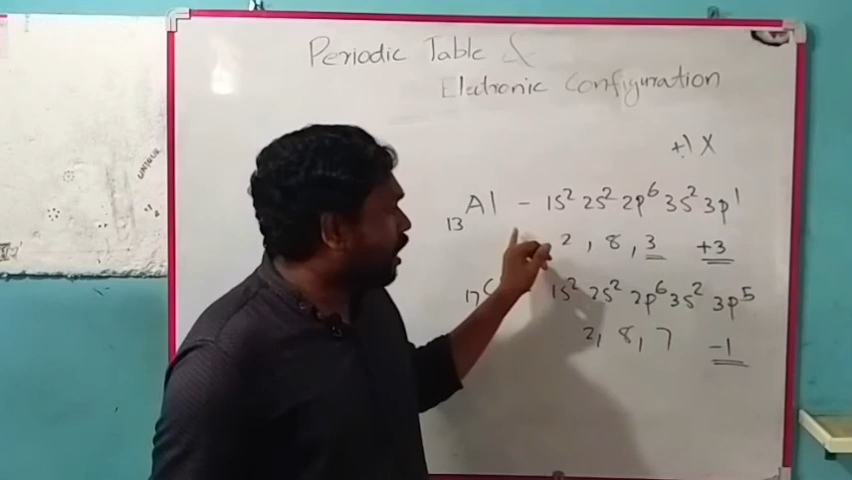 Periodic Table &
Electronic Configuration
+1 X
₁₃Al - 1s² 2s² 2p⁶ 3s² 3p¹
2, 8, 3 +3
₁₇C 1s² 2s² 2p⁶ 3s² 3p⁵
2, 8, 7 -1